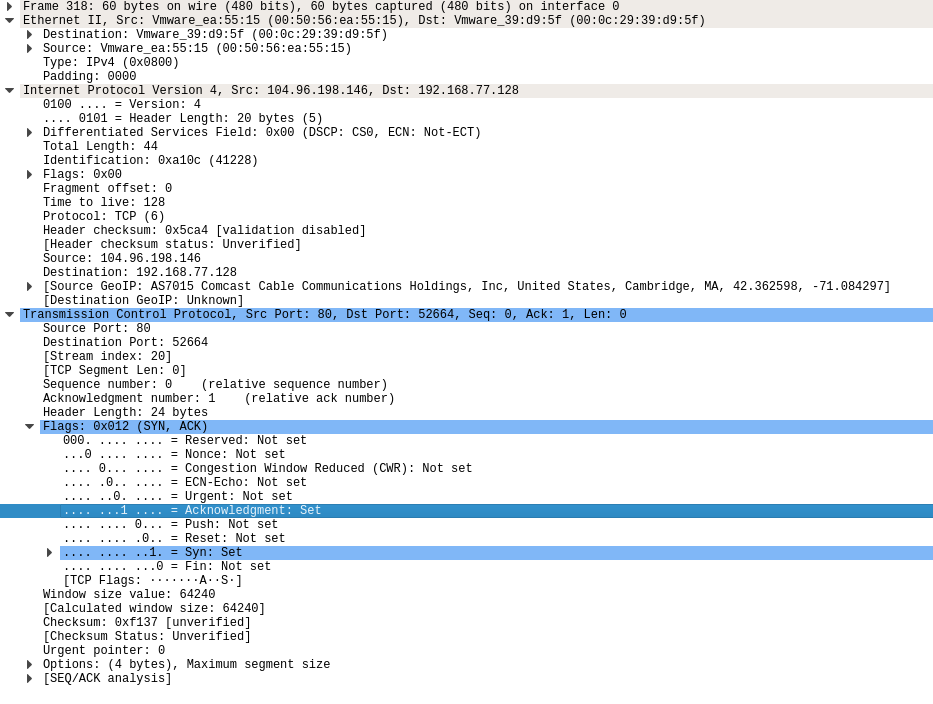 Frame 318: 60 bytes on wire (480 bits), 60 bytes captured (480 bits) on interface 0
Ethernet II, Src: Vmware_ea:55:15 (00:50:56:ea:55:15), Dst: Vmware_39:d9:5f (00:0c:29:39:d9:5f)
Destination: Vmware_39:d9:5f (00:0c:29:39:d9:5f)
Source: Vmware_ea:55:15 (00:50:56:ea:55:15)
Type: IPv4 (0x0800)
Padding: 0000
Internet Protocol Version 4, Src: 104.96.198.146, Dst: 192.168.77.128
0100 .... = Version: 4
.... 0101 = Header Length: 20 bytes (5)
Differentiated Services Field: 0x00 (DSCP: CS0, ECN: Not-ECT)
Total Length: 44
Identification: 0xa10c (41228)
Flags: 0x00
Fragment offset: 0
Time to live: 128
Protocol: TCP (6)
Header checksum: 0x5ca4 [validation disabled]
[Header checksum status: Unverified]
Source: 104.96.198.146
Destination: 192.168.77.128
[Source GeoIP: AS7015 Comcast Cable Communications Holdings, Inc, United States, Cambridge, MA, 42.362598, -71.084297]
[Destination GeoIP: Unknown]
Transmission Control Protocol, Src Port: 80, Dst Port: 52664, Seq: 0, Ack: 1, Len: 0
Source Port: 80
Destination Port: 52664
[Stream index: 20]
[TCP Segment Len: 0]
Sequence number: 0    (relative sequence number)
Acknowledgment number: 1    (relative ack number)
Header Length: 24 bytes
Flags: 0x012 (SYN, ACK)
000. .... .... = Reserved: Not set
...0 .... .... = Nonce: Not set
.... 0... .... = Congestion Window Reduced (CWR): Not set
.... .0.. .... = ECN-Echo: Not set
.... ..0. .... = Urgent: Not set
.... ...1 .... = Acknowledgment: Set
.... .... 0... = Push: Not set
.... .... .0.. = Reset: Not set
.... .... ..1. = Syn: Set
.... .... ...0 = Fin: Not set
[TCP Flags: ·······A··S·]
Window size value: 64240
[Calculated window size: 64240]
Checksum: 0xf137 [unverified]
[Checksum Status: Unverified]
Urgent pointer: 0
Options: (4 bytes), Maximum segment size
[SEQ/ACK analysis]